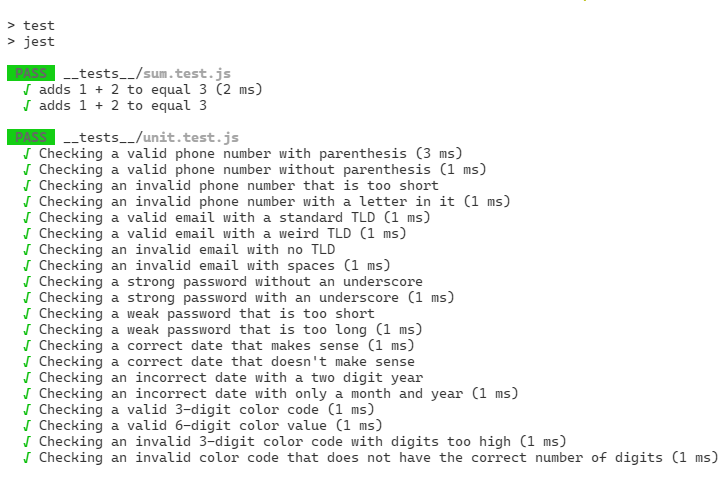 > test
> jest
PASS __tests__/sum.test.js
√ adds 1 + 2 to equal 3 (2 ms)
√ adds 1 + 2 to equal 3
PASS __tests__/unit.test.js
√ Checking a valid phone number with parenthesis (3 ms)
√ Checking a valid phone number without parenthesis (1 ms)
√ Checking an invalid phone number that is too short
√ Checking an invalid phone number with a letter in it (1 ms)
√ Checking a valid email with a standard TLD (1 ms)
√ Checking a valid email with a weird TLD (1 ms)
√ Checking an invalid email with no TLD
√ Checking an invalid email with spaces (1 ms)
√ Checking a strong password without an underscore
√ Checking a strong password with an underscore (1 ms)
√ Checking a weak password that is too short
√ Checking a weak password that is too long (1 ms)
√ Checking a correct date that makes sense (1 ms)
√ Checking a correct date that doesn't make sense
√ Checking an incorrect date with a two digit year
√ Checking an incorrect date with only a month and year (1 ms)
√ Checking a valid 3-digit color code (1 ms)
√ Checking a valid 6-digit color value (1 ms)
√ Checking an invalid 3-digit color code with digits too high (1 ms)
√ Checking an invalid color code that does not have the correct number of digits (1 ms)